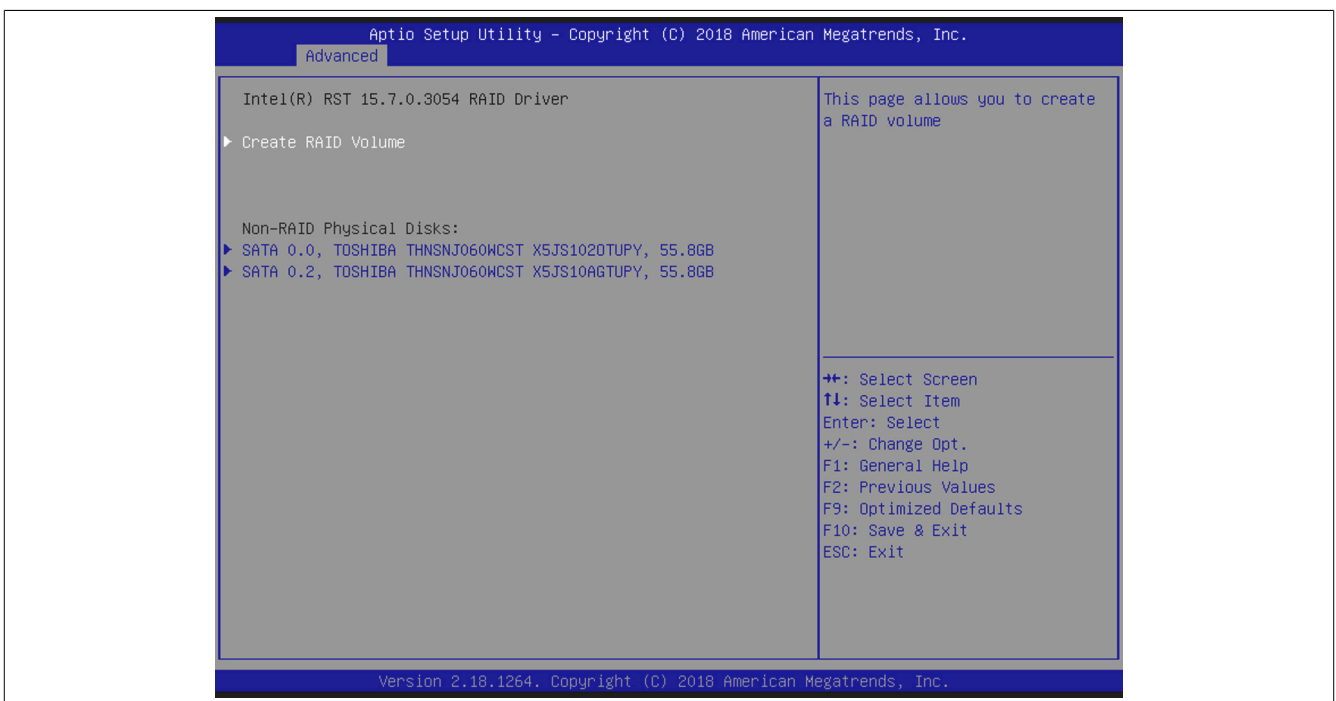 Aptio Setup Utility – Copyright (C) 2018 American Megatrends, Inc.
Advanced
Intel(R) RST 15.7.0.3054 RAID Driver
▶ Create RAID Volume
Non-RAID Physical Disks:
▶ SATA 0.0, TOSHIBA THNSNJ060WCST X5JS102OTUPY, 55.8GB
▶ SATA 0.2, TOSHIBA THNSNJ060WCST X5JS10AGTUPY, 55.8GB
This page allows you to create
a RAID volume
→←: Select Screen
↑↓: Select Item
Enter: Select
+/-: Change Opt.
F1: General Help
F2: Previous Values
F9: Optimized Defaults
F10: Save & Exit
ESC: Exit
Version 2.18.1264. Copyright (C) 2018 American Megatrends, Inc.